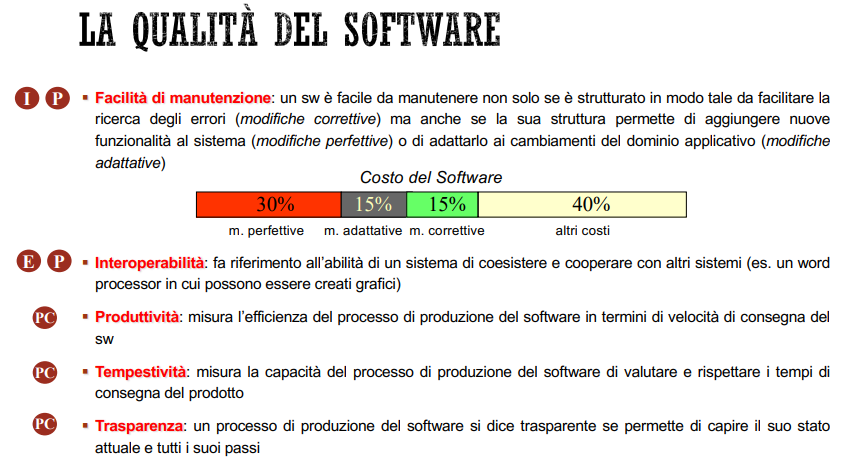 LA QUALITÀ DEL SOFTWARE
I P ▪ Facilità di manutenzione: un sw è facile da manutenere non solo se è strutturato in modo tale da facilitare la
ricerca degli errori (modifiche correttive) ma anche se la sua struttura permette di aggiungere nuove
funzionalità al sistema (modifiche perfettive) o di adattarlo ai cambiamenti del dominio applicativo (modifiche
adattative)
Costo del Software
30% 15% 15% 40%
m. perfettive m. adattative m. correttive altri costi
E P ▪ Interoperabilità: fa riferimento all'abilità di un sistema di coesistere e cooperare con altri sistemi (es. un word
processor in cui possono essere creati grafici)
PC ▪ Produttività: misura l'efficienza del processo di produzione del software in termini di velocità di consegna del
sw
PC ▪ Tempestività: misura la capacità del processo di produzione del software di valutare e rispettare i tempi di
consegna del prodotto
PC ▪ Trasparenza: un processo di produzione del software si dice trasparente se permette di capire il suo stato
attuale e tutti i suoi passi